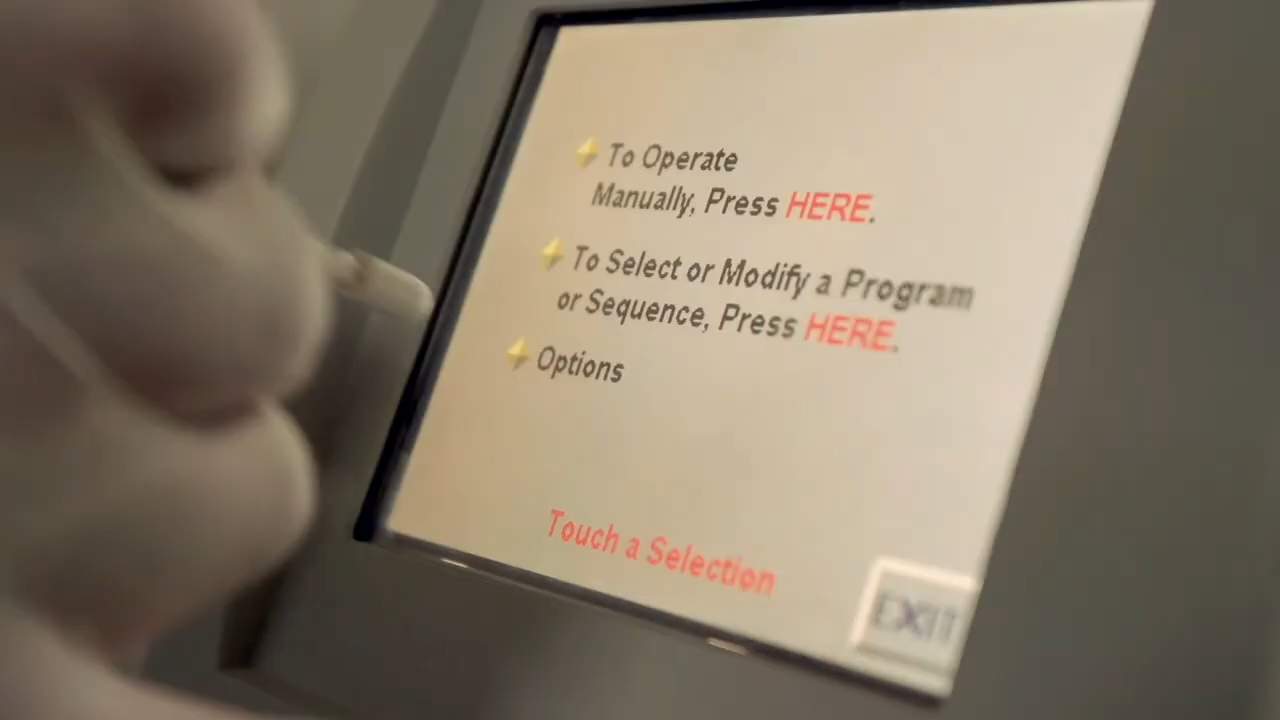 To Operate
Manually, Press HERE.
To Select or Modify a Program
or Sequence, Press HERE.
Options
Touch a Selection
EXIT